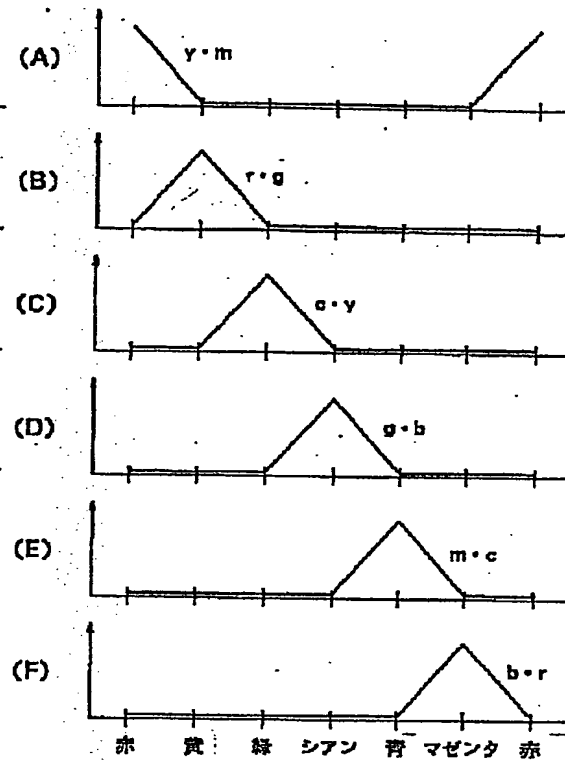 (A) y・m
(B) r・g
(C) c・y
(D) g・b
(E) m・c
(F) b・r
赤 黄 緑 シアン 青 マゼンタ 赤